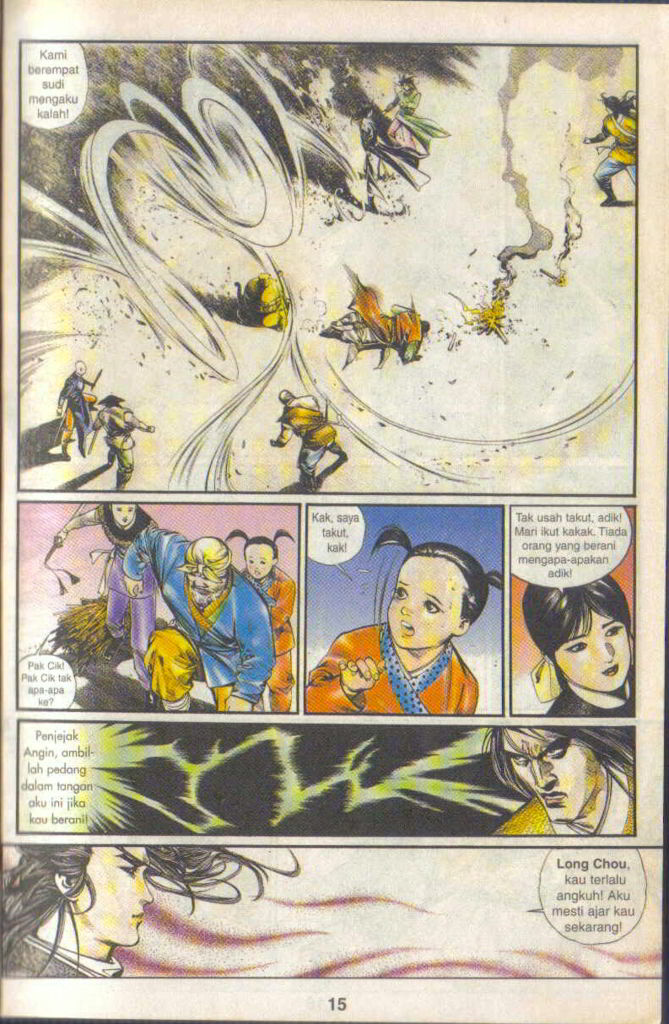 Kami
berempat
sudi
mengaku
kalah!
Pak Cik!
Pak Cik tak
apa-apa
ke?
Kak, saya
takut,
kak!
Tak usah takut, adik!
Mari ikut kakak. Tiada
orang yang berani
mengapa-apakan
adik!
Penjejak
Angin, ambil-
lah pedang
dalam tangan
aku ini jika
kau berani!
Long Chou,
kau terlalu
angkuh! Aku
mesti ajar kau
sekarang!
15